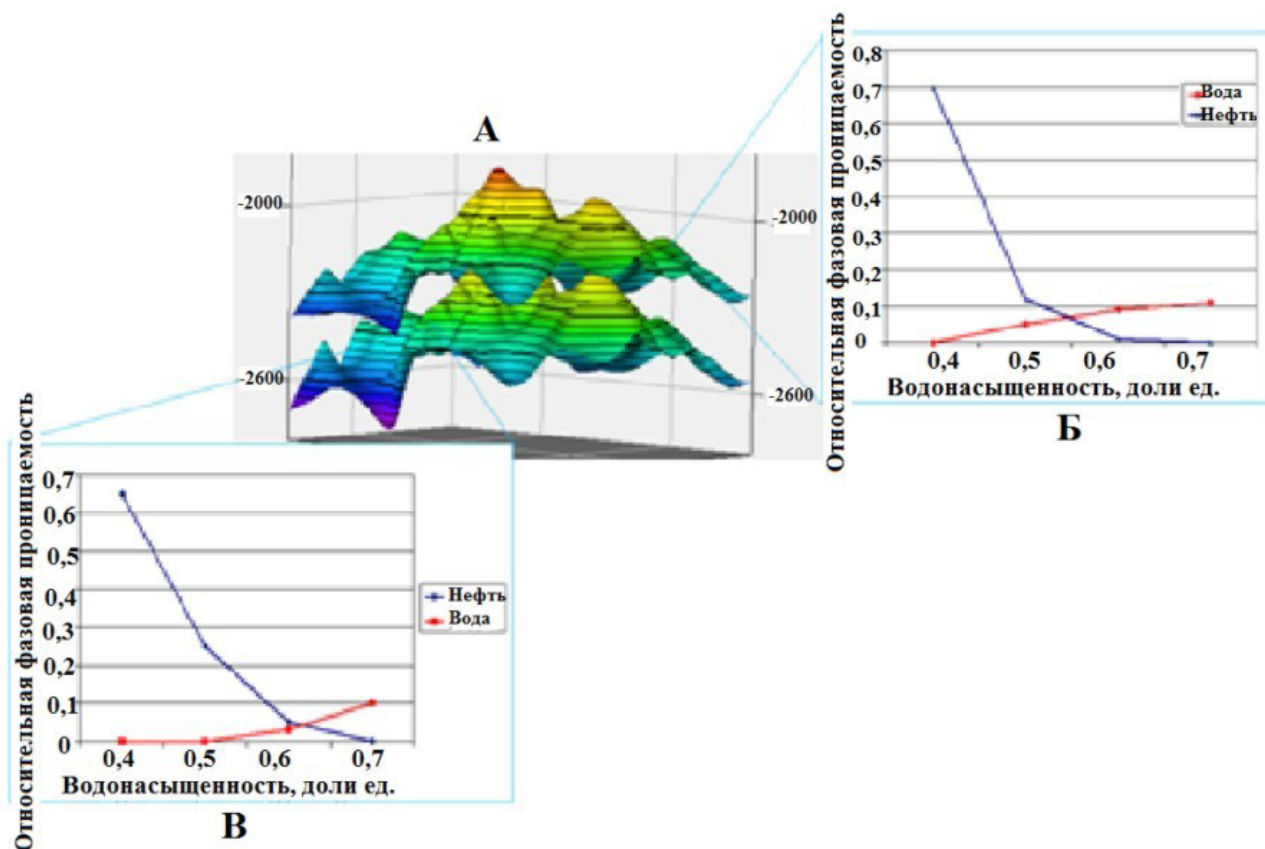 А
-2000
-2000
-2600
-2600
Относительная фазовая проницаемость
0,8
0,7
0,6
0,5
0,4
0,3
0,2
0,1
0
Вода
Нефть
0,4 0,5 0,6 0,7
Водонасыщенность, доли ед.
Б
Относительная фазовая проницаемость
0,7
0,6
0,5
0,4
0,3
0,2
0,1
0
Нефть
Вода
0,4 0,5 0,6 0,7
Водонасыщенность, доли ед.
В